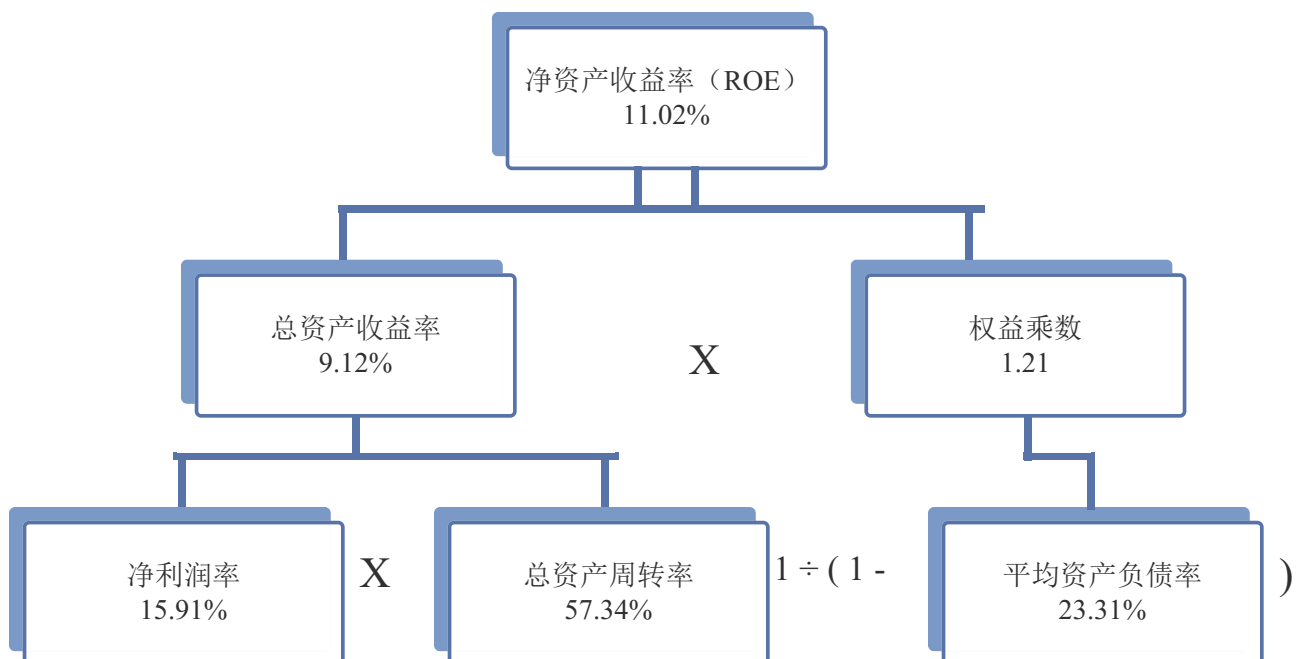 净资产收益率（ROE）
11.02%
总资产收益率
9.12%
X
权益乘数
1.21
净利润率
15.91%
X
总资产周转率
57.34%
1 ÷ ( 1 -
平均资产负债率
23.31%
)